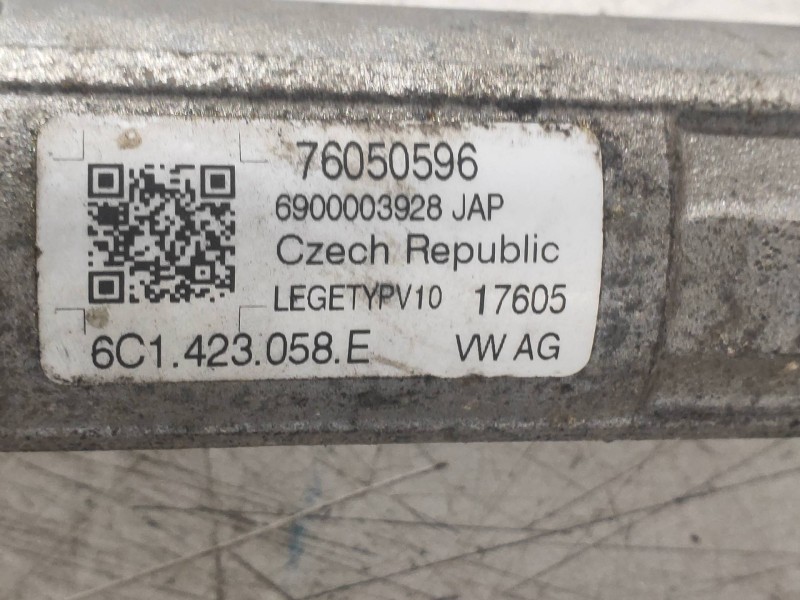 76050596
6900003928 JAP
Czech Republic
LEGETYPV10 17605
6C1.423.058.E VW AG